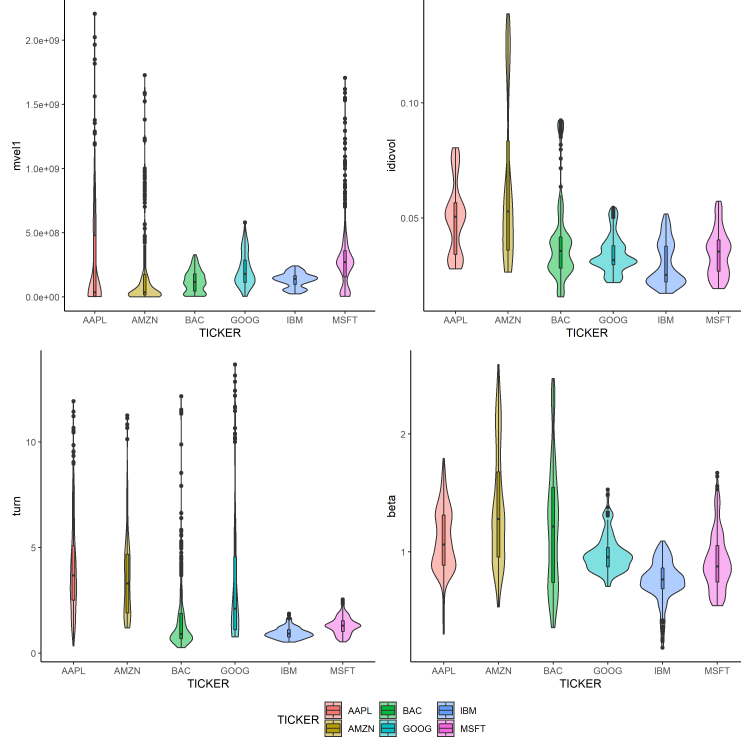 mvel1
2.0e+09
1.5e+09
1.0e+09
5.0e+08
0.0e+00
AAPL AMZN BAC GOOG IBM MSFT
TICKER
idiovol
0.10
0.05
AAPL AMZN BAC GOOG IBM MSFT
TICKER
turn
10
5
0
AAPL AMZN BAC GOOG IBM MSFT
TICKER
beta
2
1
AAPL AMZN BAC GOOG IBM MSFT
TICKER
TICKER
AAPL BAC IBM
AMZN GOOG MSFT